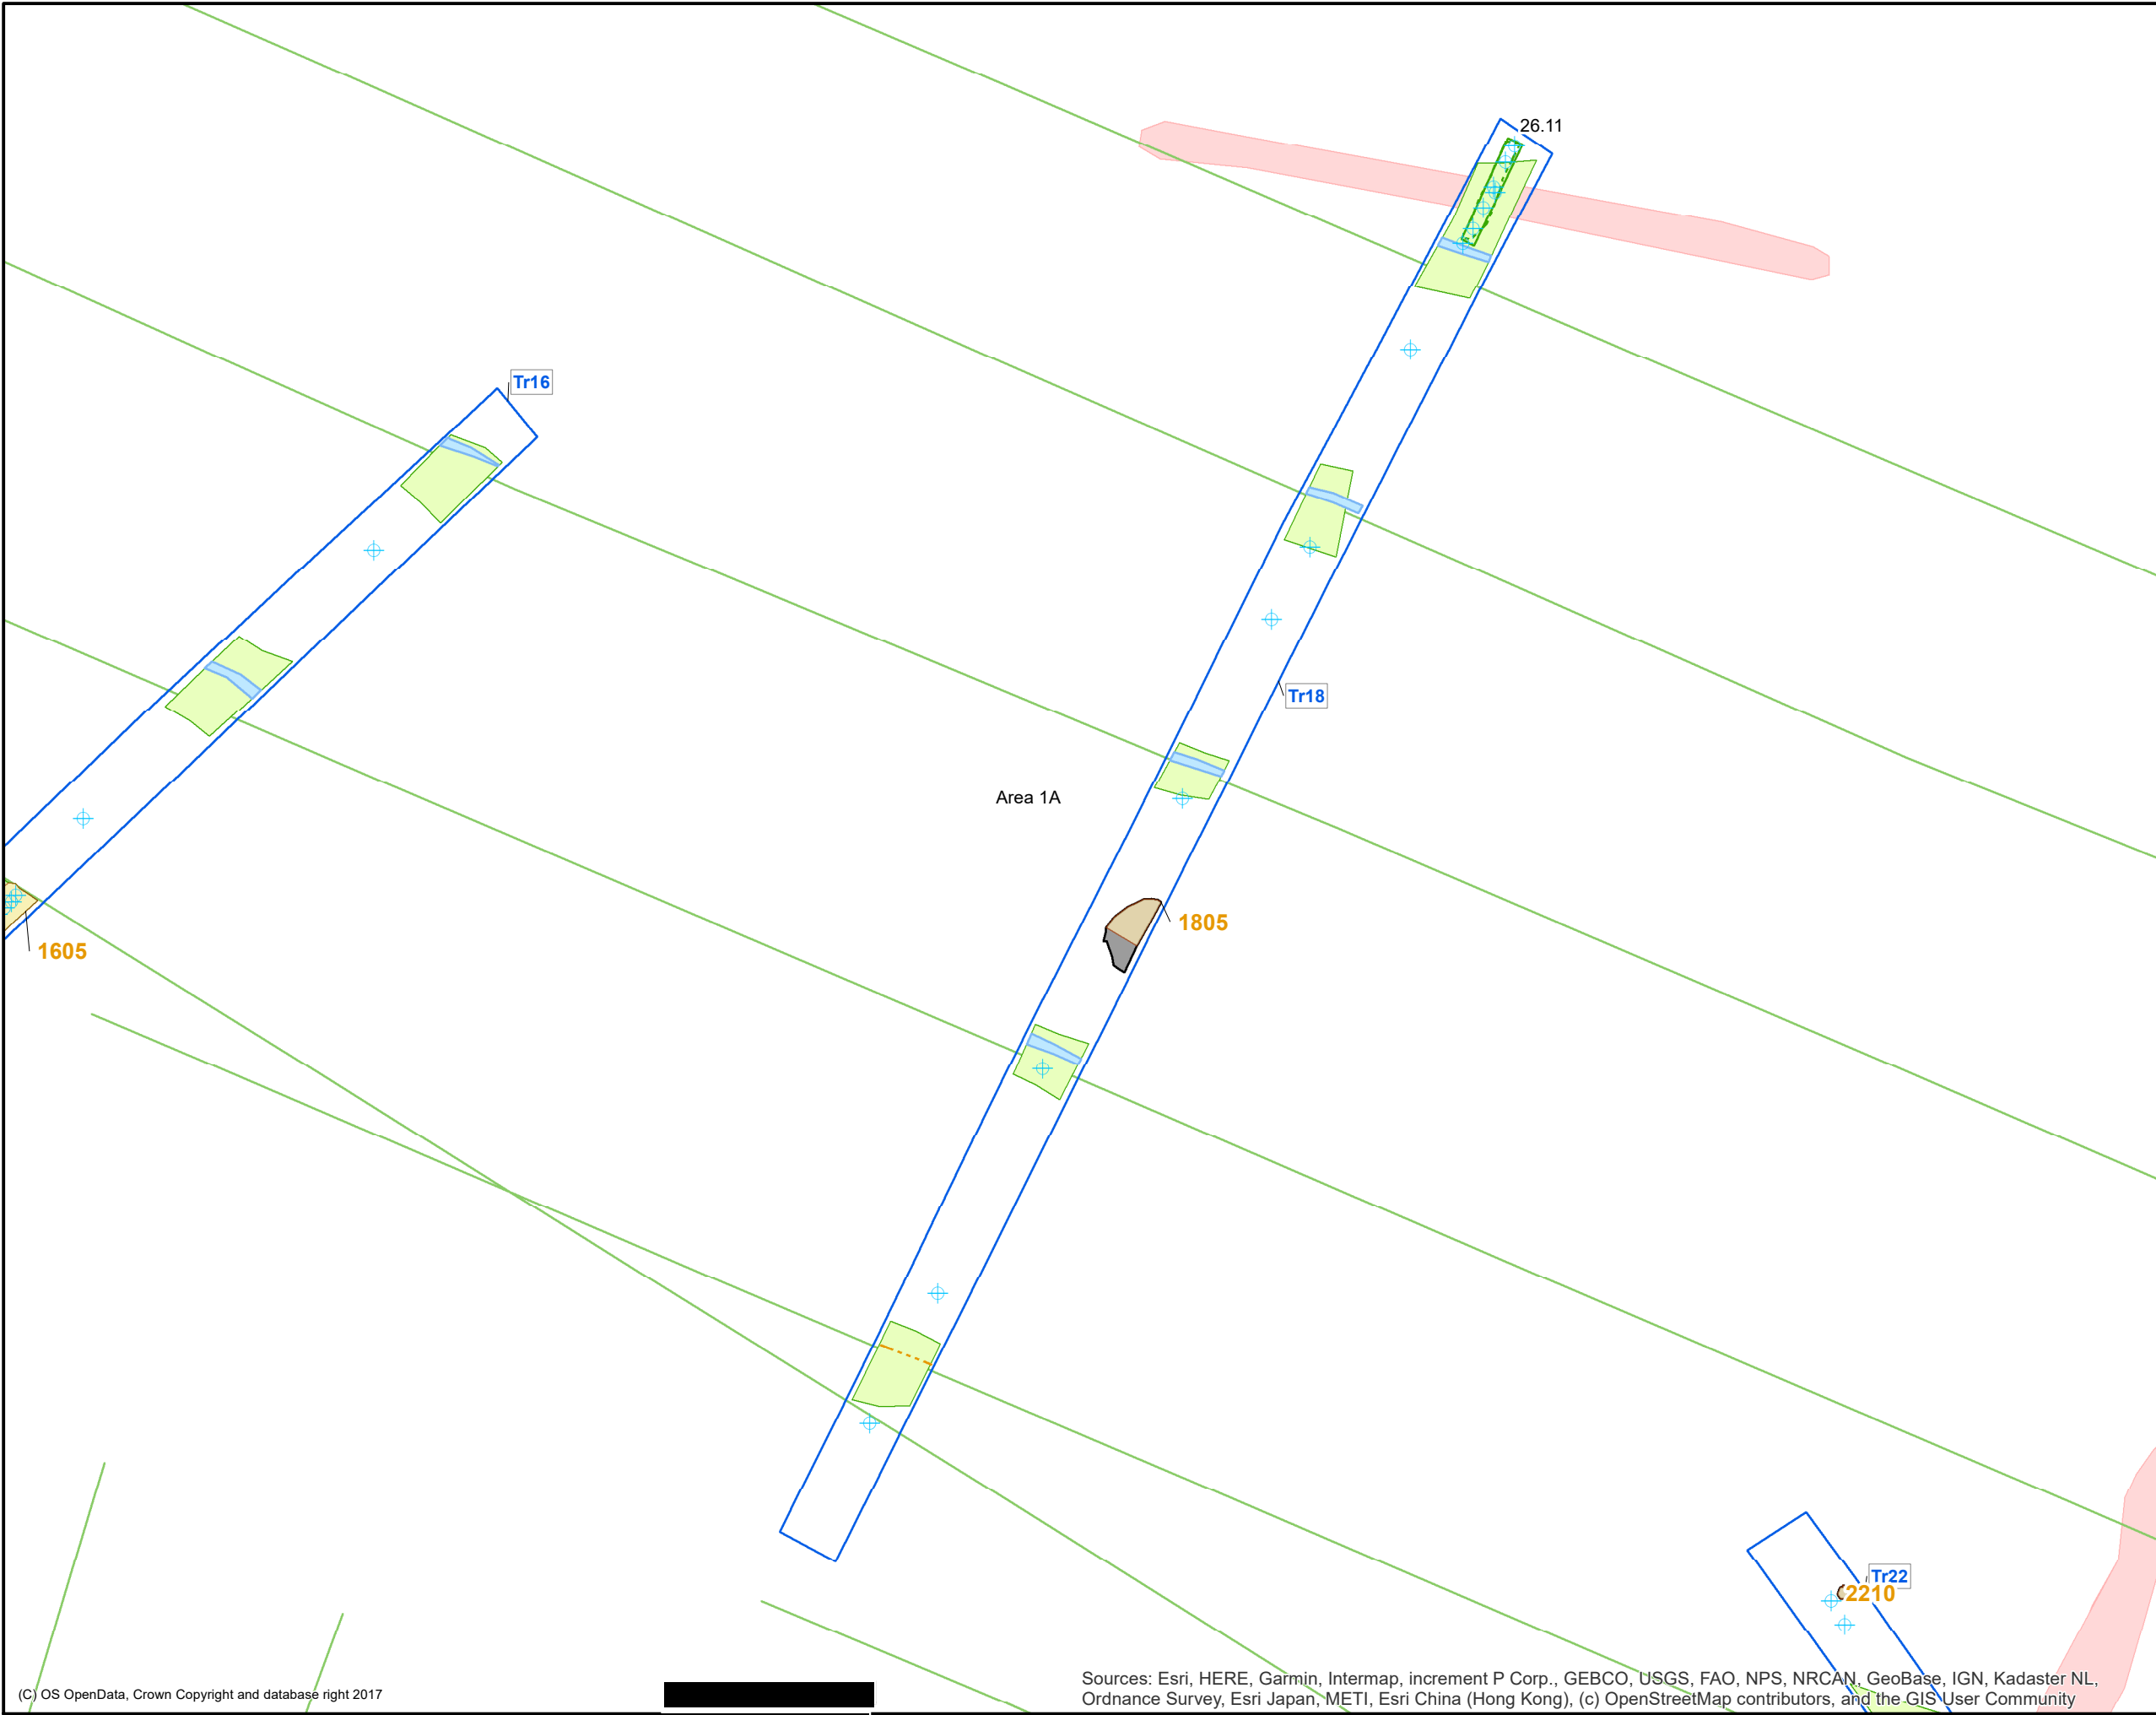 26.11
Tr16
Tr18
Area 1A
1805
1605
Tr22
2210
(C) OS OpenData, Crown Copyright and database right 2017
Sources: Esri, HERE, Garmin, Intermap, increment P Corp., GEBCO, USGS, FAO, NPS, NRCAN, GeoBase, IGN, Kadaster NL,
Ordnance Survey, Esri Japan, METI, Esri China (Hong Kong), (c) OpenStreetMap contributors, and the GIS User Community